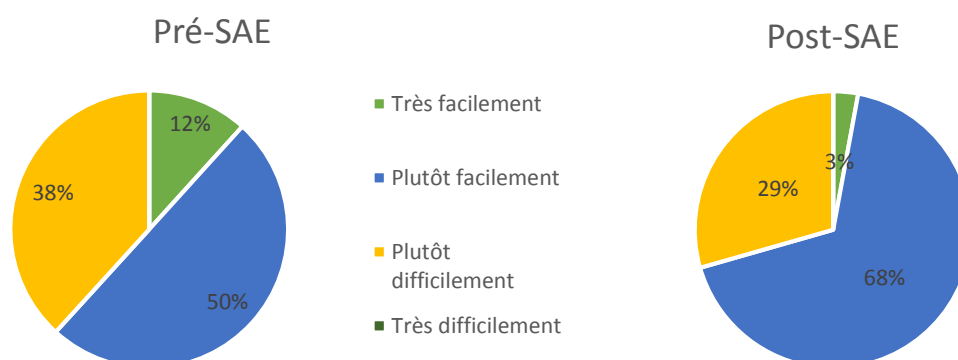 Pré-SAE
12%
38%
50%
Très facilement
Plutôt facilement
Plutôt
difficilement
Très difficilement
Post-SAE
3%
29%
68%